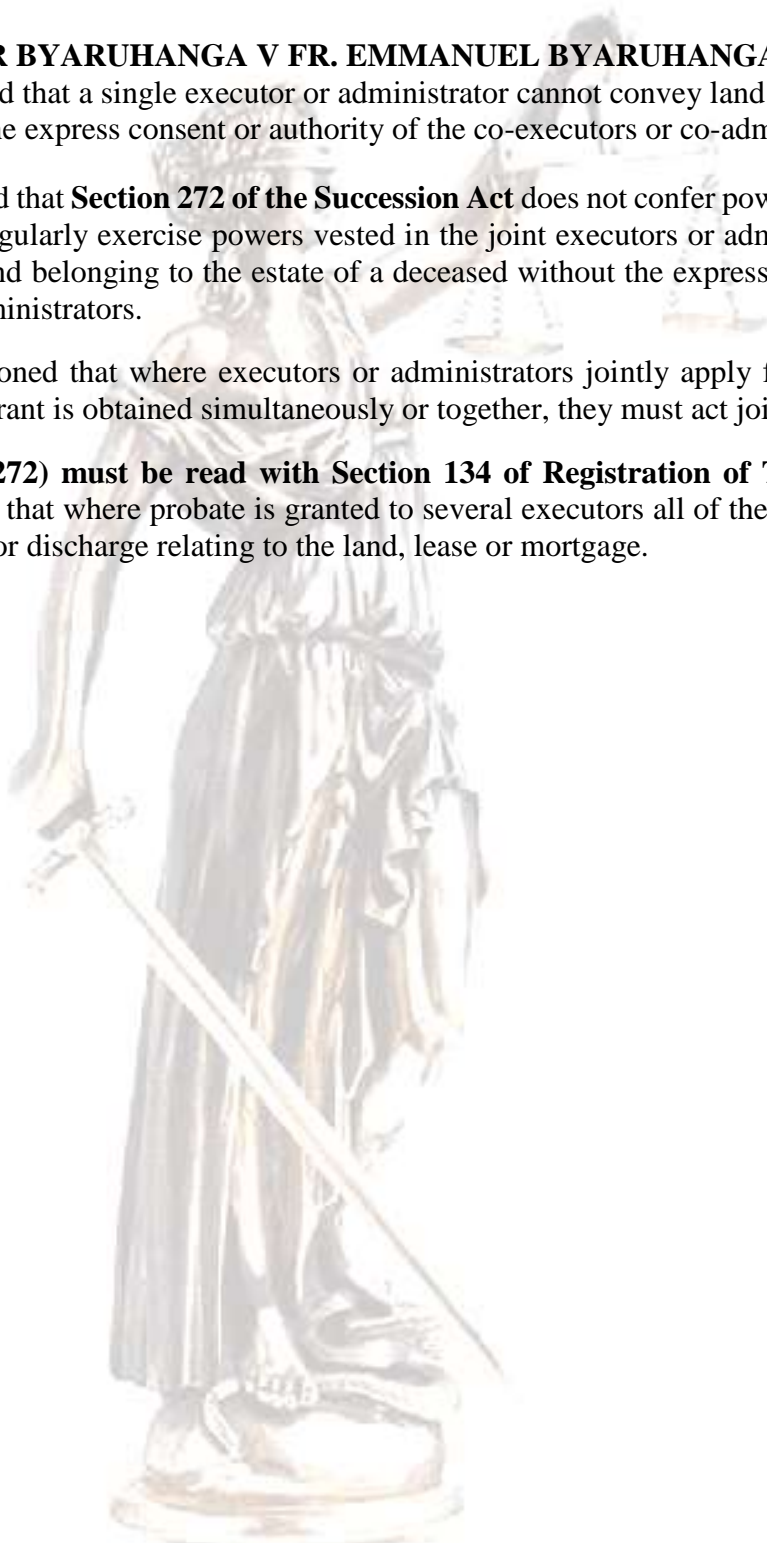 R BYARUHANGA V FR. EMMANUEL BYARUHANGA
d that a single executor or administrator cannot convey land
he express consent or authority of the co-executors or co-adm
d that Section 272 of the Succession Act does not confer pow
gularly exercise powers vested in the joint executors or adm
nd belonging to the estate of a deceased without the express
ministrators.
oned that where executors or administrators jointly apply f
rant is obtained simultaneously or together, they must act joi
272) must be read with Section 134 of Registration of T
that where probate is granted to several executors all of the
or discharge relating to the land, lease or mortgage.